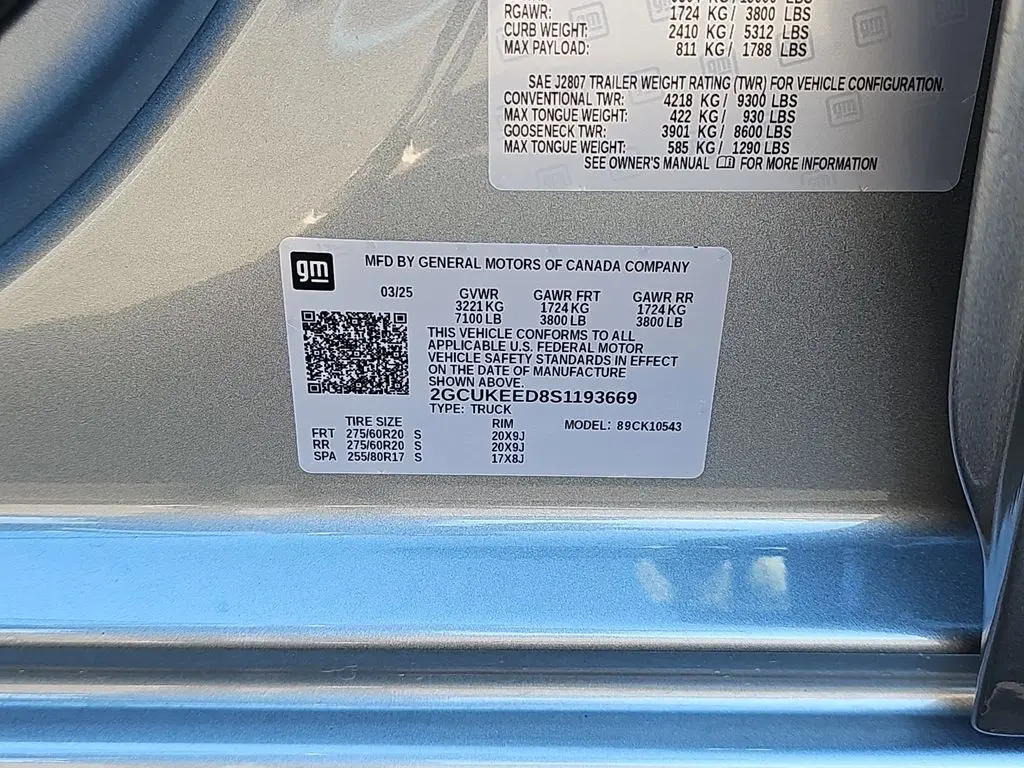 RGAWR: 1724 KG/ 3800 LBS
CURB WEIGHT: 2410 KG/ 5312 LBS
MAX PAYLOAD: 811 KG/ 1788 LBS
SAE J2807 TRAILER WEIGHT RATING (TWR) FOR VEHICLE CONFIGURATION.
CONVENTIONAL TWR: 4218 KG/ 9300 LBS
MAX TONGUE WEIGHT: 422 KG/ 930 LBS
GOOSENECK TWR: 3901 KG/ 8600 LBS
MAX TONGUE WEIGHT: 585 KG/ 1290 LBS
SEE OWNER'S MANUAL FOR MORE INFORMATION
gm
MFD BY GENERAL MOTORS OF CANADA COMPANY
03/25 GVWR GAWR FRT GAWR RR
3221 KG 1724 KG 1724 KG
7100 LB 3800 LB 3800 LB
THIS VEHICLE CONFORMS TO ALL
APPLICABLE U.S. FEDERAL MOTOR
VEHICLE SAFETY STANDARDS IN EFFECT
ON THE DATE OF MANUFACTURE
SHOWN ABOVE.
2GCUKEED8S1193669
TYPE: TRUCK
MODEL: 89CK10543
TIRE SIZE RIM
FRT 275/60R20 S 20X9J
RR 275/60R20 S 20X9J
SPA 255/80R17 S 17X8J